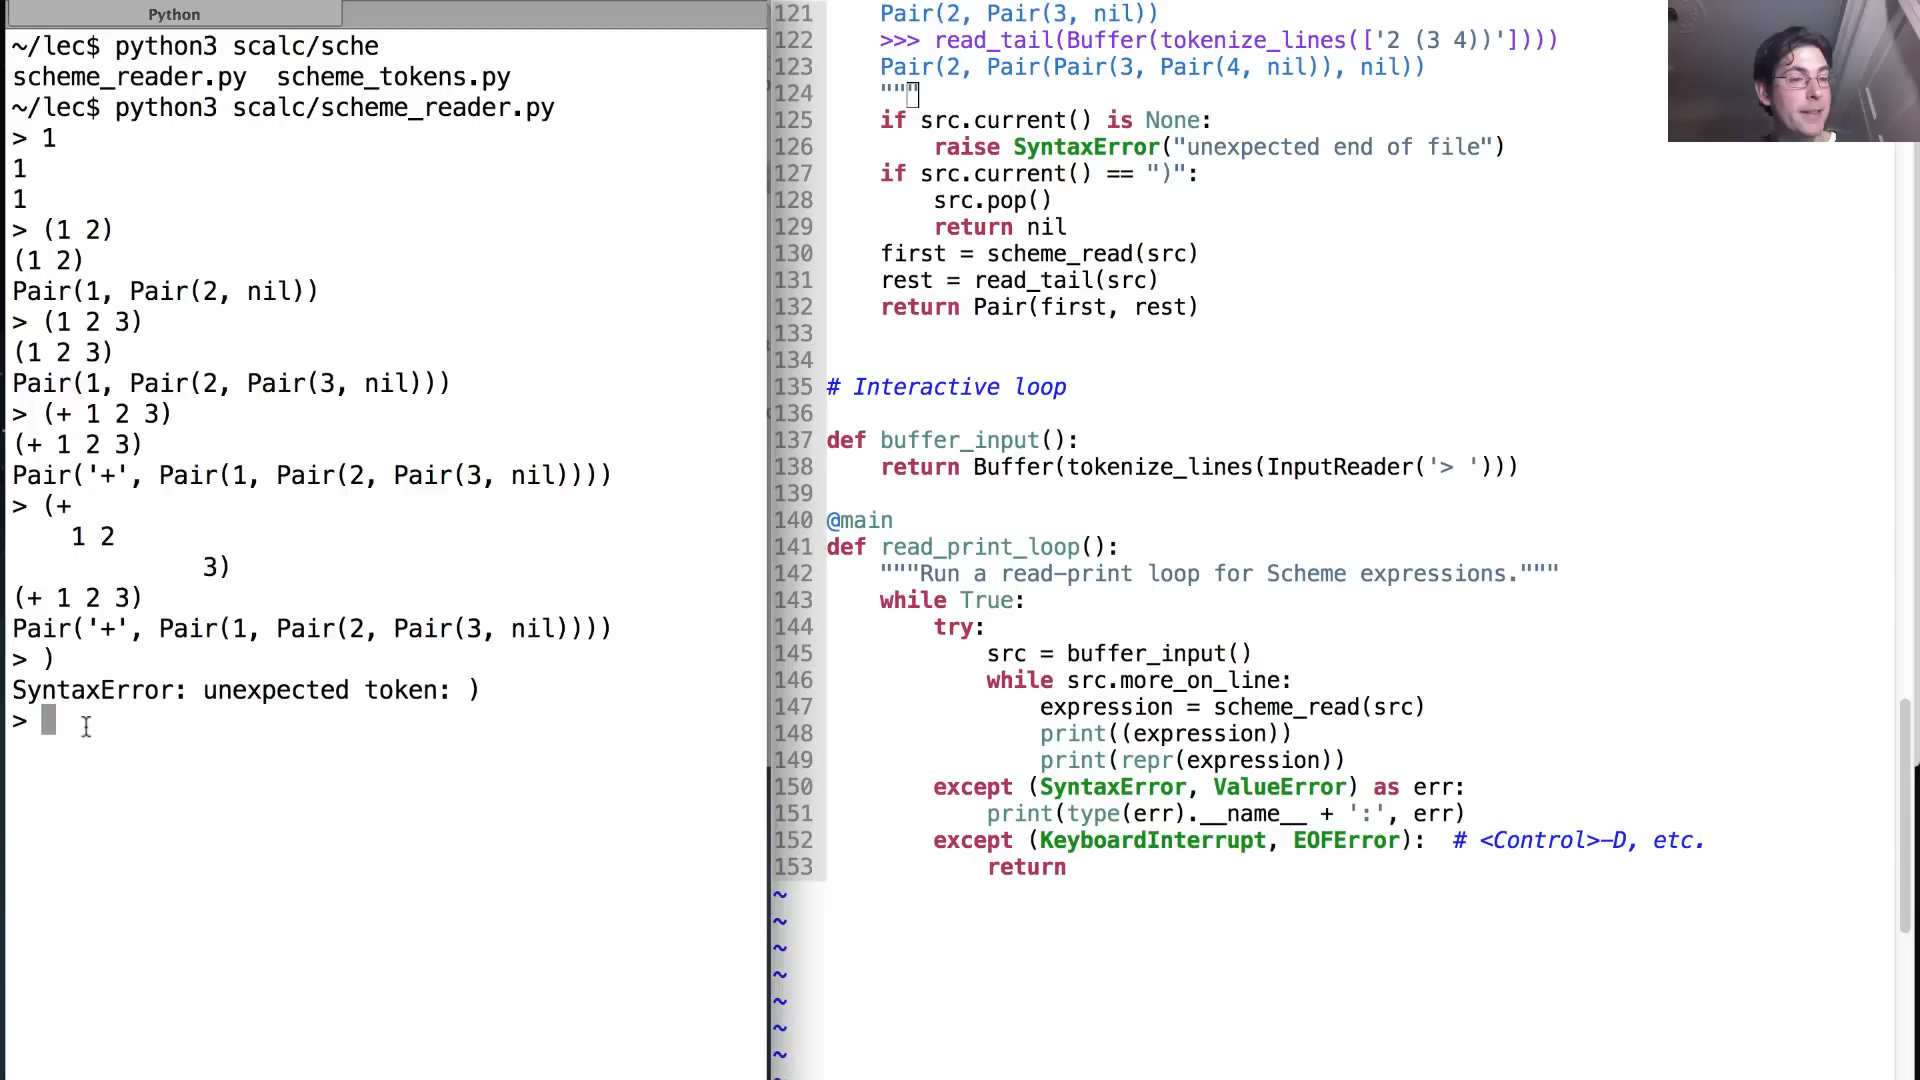 Python
~/lec$ python3 scalc/sche
scheme_reader.py  scheme_tokens.py
~/lec$ python3 scalc/scheme_reader.py
> 1
1
1
> (1 2)
(1 2)
Pair(1, Pair(2, nil))
> (1 2 3)
(1 2 3)
Pair(1, Pair(2, Pair(3, nil)))
> (+ 1 2 3)
(+ 1 2 3)
Pair('+', Pair(1, Pair(2, Pair(3, nil))))
> (+
    1 2
             3)
(+ 1 2 3)
Pair('+', Pair(1, Pair(2, Pair(3, nil))))
> )
SyntaxError: unexpected token: )
>
121     Pair(2, Pair(3, nil))
122     >>> read_tail(Buffer(tokenize_lines(['2 (3 4))'])))
123     Pair(2, Pair(Pair(3, Pair(4, nil)), nil))
124     """
125     if src.current() is None:
126         raise SyntaxError("unexpected end of file")
127     if src.current() == ")":
128         src.pop()
129         return nil
130     first = scheme_read(src)
131     rest = read_tail(src)
132     return Pair(first, rest)
133
134
135 # Interactive loop
136
137 def buffer_input():
138     return Buffer(tokenize_lines(InputReader('> ')))
139
140 @main
141 def read_print_loop():
142     """Run a read-print loop for Scheme expressions."""
143     while True:
144         try:
145             src = buffer_input()
146             while src.more_on_line:
147                 expression = scheme_read(src)
148                 print((expression))
149                 print(repr(expression))
150         except (SyntaxError, ValueError) as err:
151             print(type(err).__name__ + ':', err)
152         except (KeyboardInterrupt, EOFError):  # <Control>-D, etc.
153             return
~
~
~
~
~
~
~
~